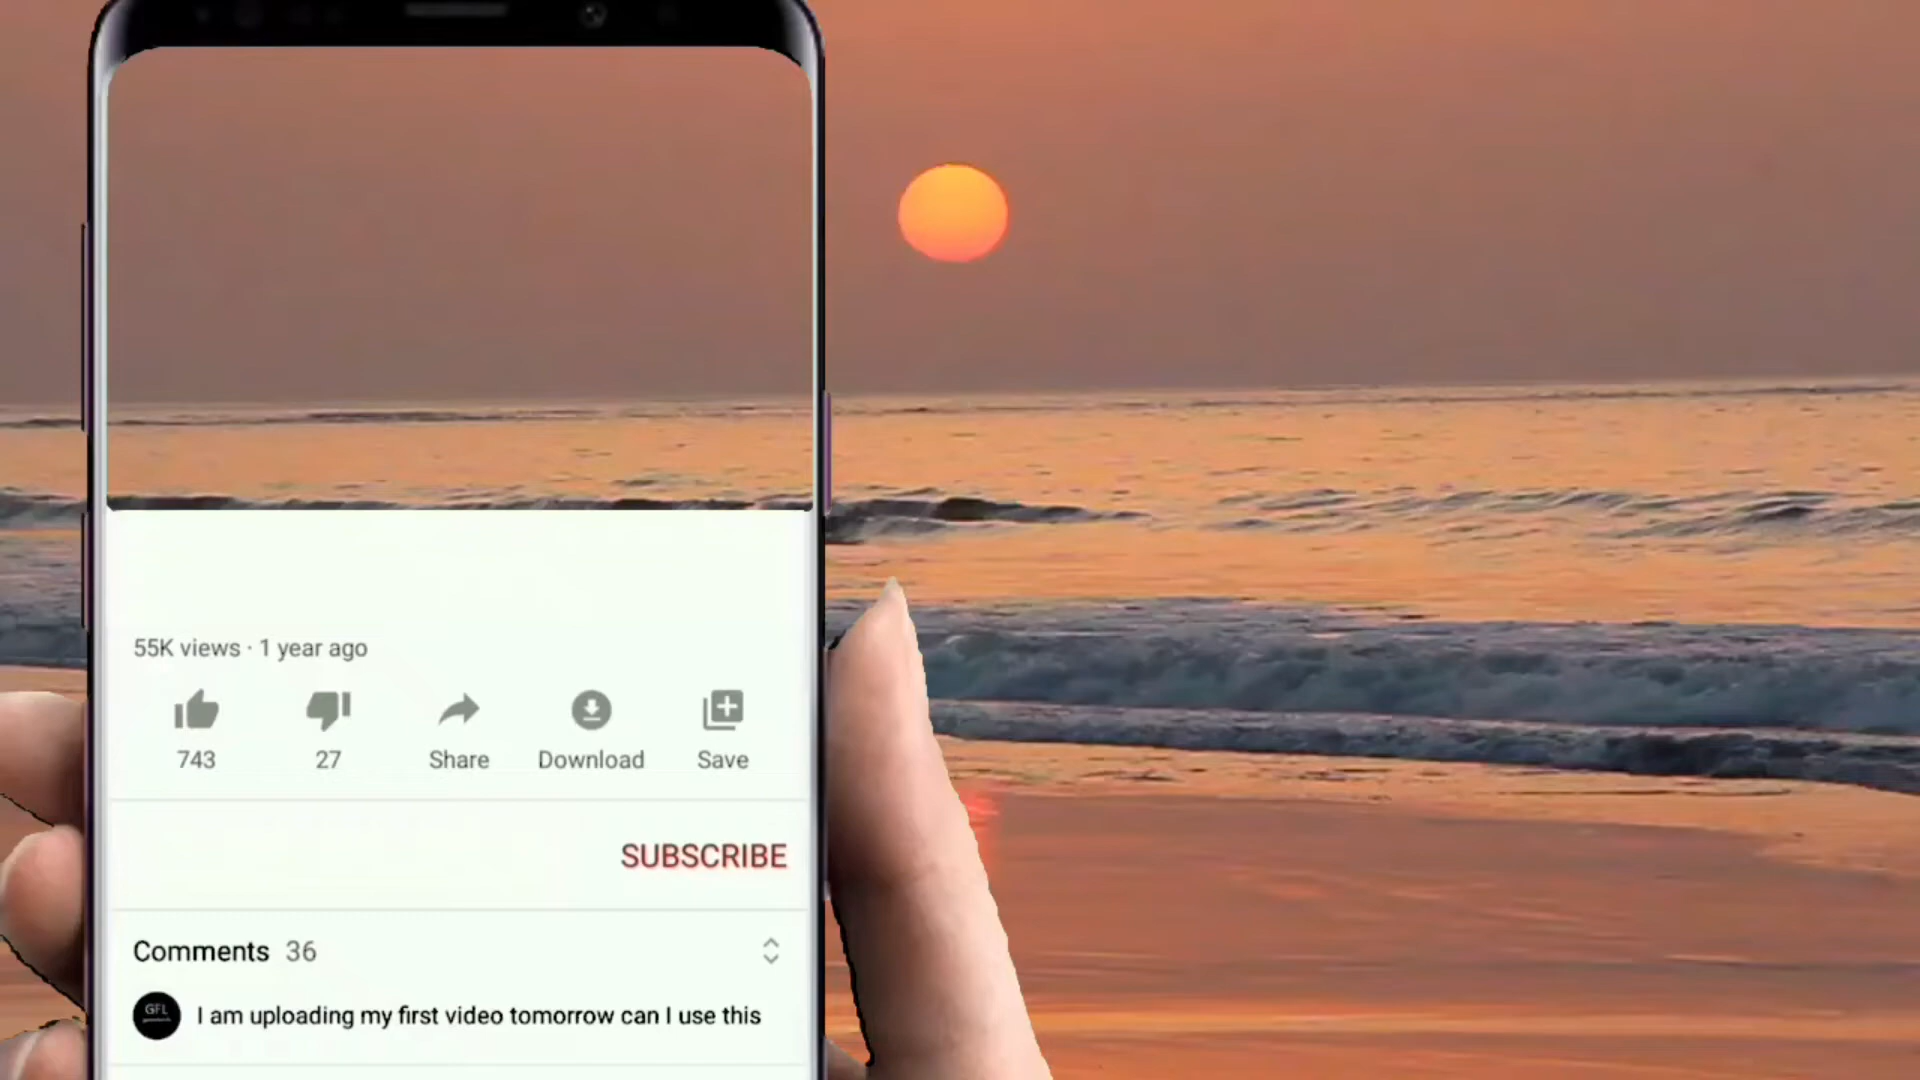 55K views · 1 year ago
743
27
Share
Download
Save
SUBSCRIBE
Comments 36
GFL
I am uploading my first video tomorrow can I use this